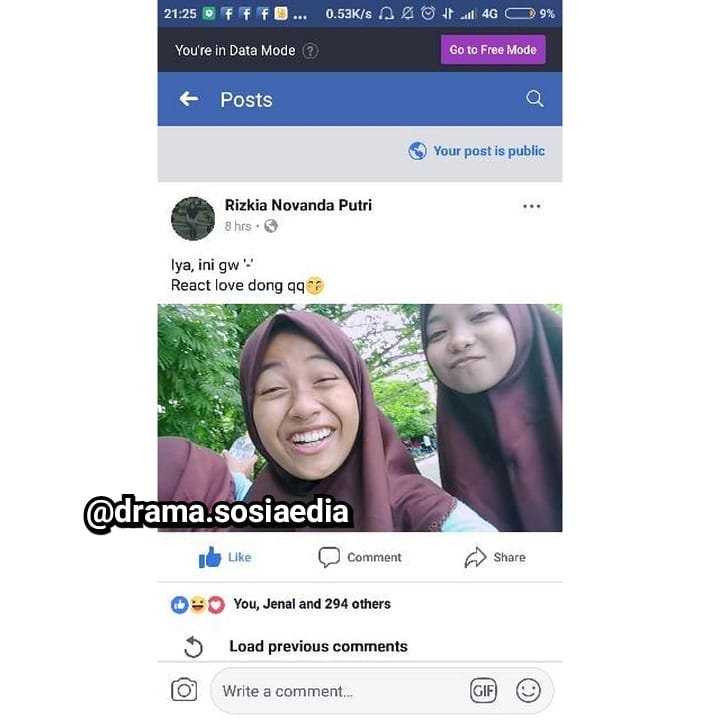 21:25 0.53K/s 4G 9%
You're in Data Mode ? Go to Free Mode
Posts
Your post is public
Rizkia Novanda Putri
8 hrs
Iya, ini gw '-'
React love dong qq
@drama.sosiaedia
Like Comment Share
You, Jenal and 294 others
Load previous comments
Write a comment... GIF